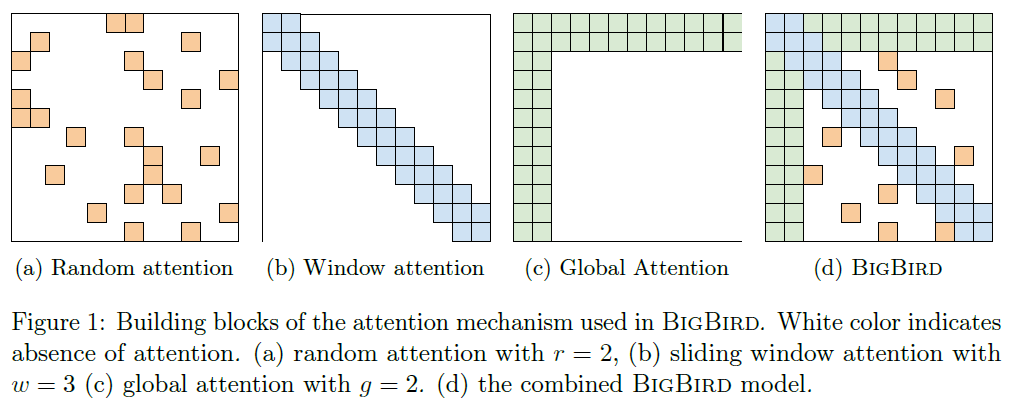 (a) Random attention
(b) Window attention
(c) Global Attention
(d) BIGBIRD
Figure 1: Building blocks of the attention mechanism used in BIGBIRD. White color indicates
absence of attention. (a) random attention with r = 2, (b) sliding window attention with
w = 3 (c) global attention with g = 2. (d) the combined BIGBIRD model.